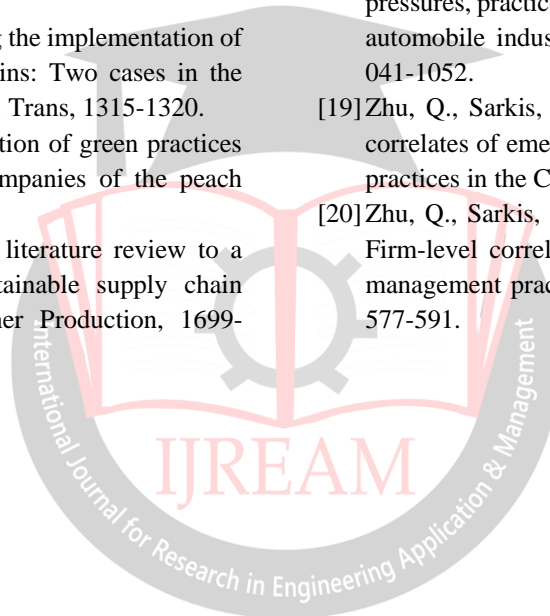 g the implementation of
ins: Two cases in the
Trans, 1315-1320.
tion of green practices
mpanies of the peach
literature review to a
tainable supply chain
ner Production, 1699-
pressures, practice
automobile indus
041-1052.
[19] Zhu, Q., Sarkis,
correlates of eme
practices in the C
[20] Zhu, Q., Sarkis,
Firm-level correl
management prac
577-591.
IJREAM
International Journal for Research in Engineering Application & Management